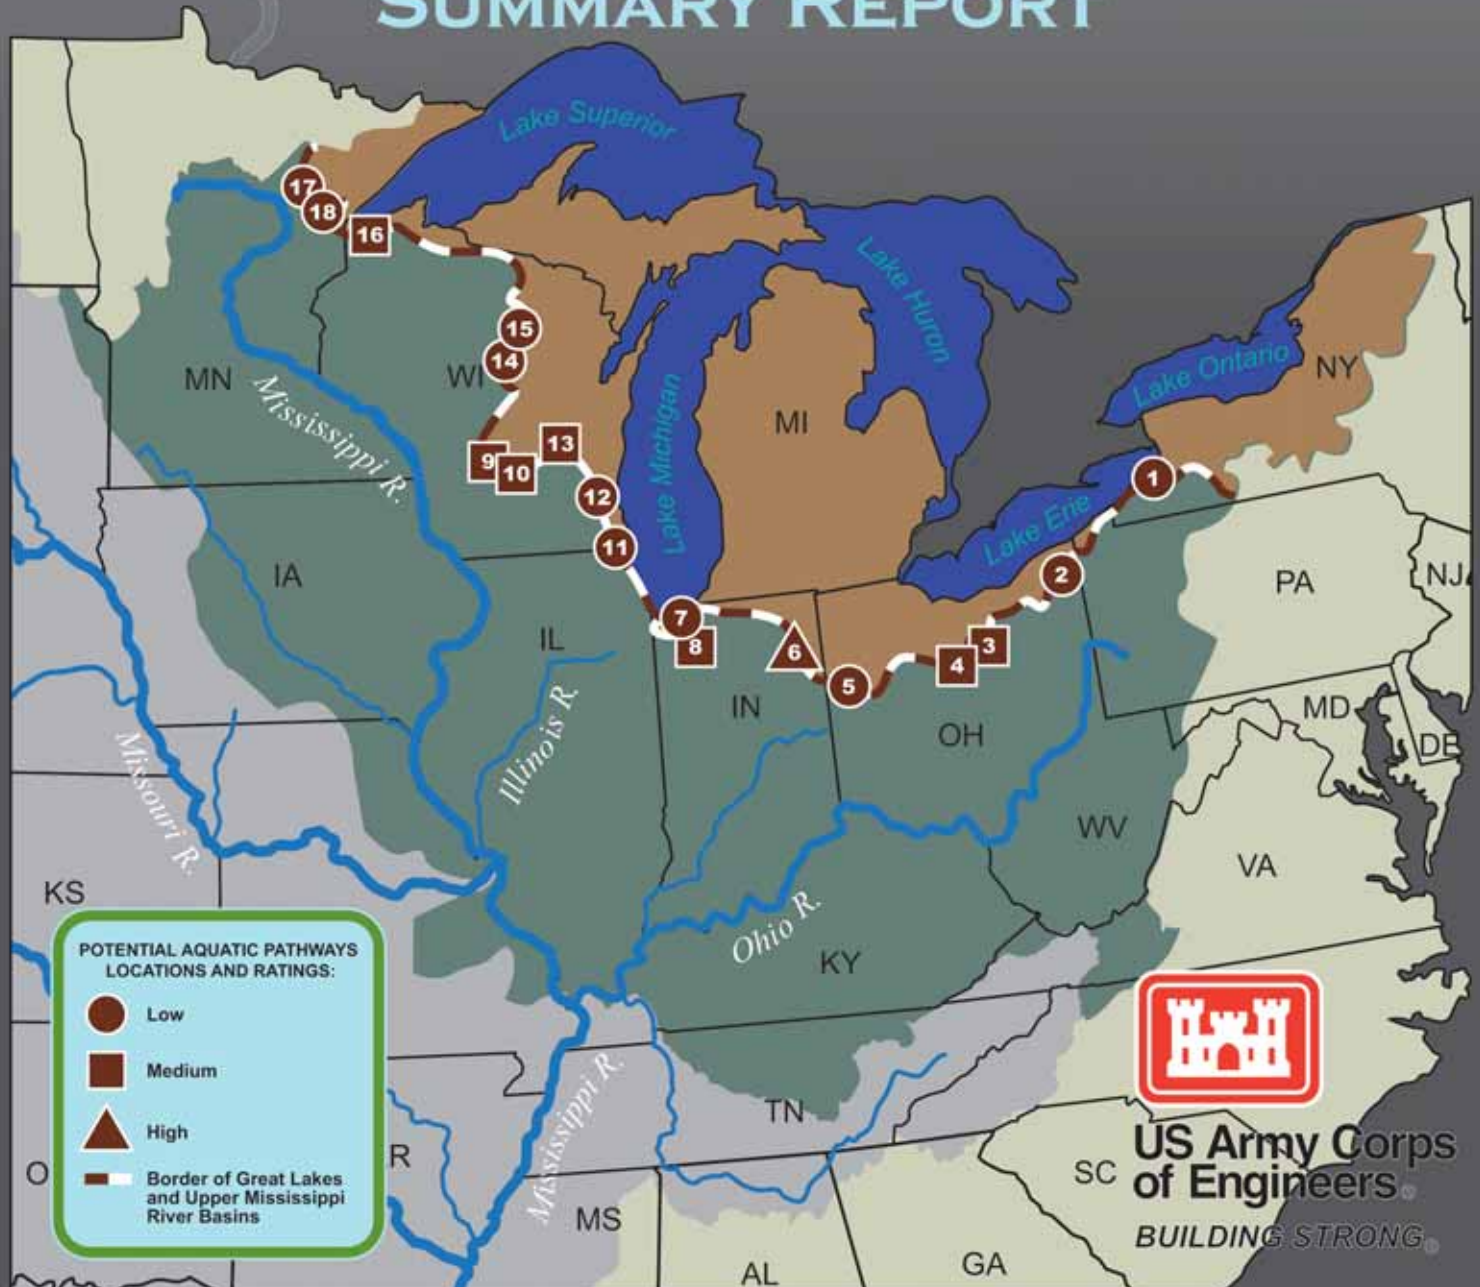 SUMMARY REPORT
Lake Superior
17
18
16
Lake Huron
15
14
WI
MN
Mississippi R.
Lake Michigan
MI
Lake Ontario
NY
13
9
10
12
11
1
Lake Erie
2
IA
PA
NJ
IL
7
8
6
5
4
3
IN
OH
MD
DE
Illinois R.
Missouri R.
WV
VA
KS
Ohio R.
KY
POTENTIAL AQUATIC PATHWAYS
LOCATIONS AND RATINGS:
Low
Medium
High
Border of Great Lakes
and Upper Mississippi
River Basins
O
R
Mississippi R.
TN
MS
AL
GA
SC
US Army Corps
of Engineers®
BUILDING STRONG®